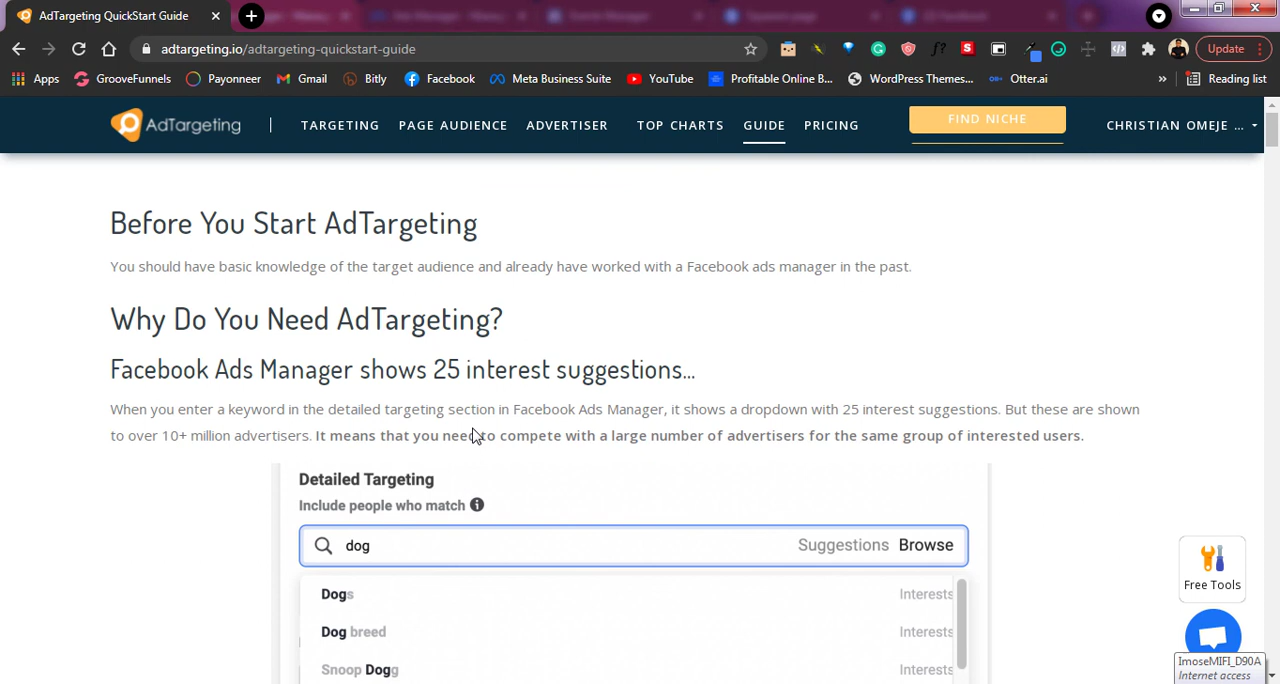 AdTargeting QuickStart Guide
adtargeting.io/adtargeting-quickstart-guide
Update
Apps
GrooveFunnels
Payonneer
Gmail
Bitly
Facebook
Meta Business Suite
YouTube
Profitable Online B...
WordPress Themes...
Otter.ai
»
Reading list
AdTargeting
TARGETING
PAGE AUDIENCE
ADVERTISER
TOP CHARTS
GUIDE
PRICING
FIND NICHE
CHRISTIAN OMEJE ...
Before You Start AdTargeting
You should have basic knowledge of the target audience and already have worked with a Facebook ads manager in the past.
Why Do You Need AdTargeting?
Facebook Ads Manager shows 25 interest suggestions...
When you enter a keyword in the detailed targeting section in Facebook Ads Manager, it shows a dropdown with 25 interest suggestions. But these are shown
to over 10+ million advertisers. It means that you need to compete with a large number of advertisers for the same group of interested users.
Detailed Targeting
Include people who match
dog
Suggestions Browse
Dogs Interests
Dog breed Interests
Snoop Dogg Interests
Free Tools
ImoseMIFI_D90A
Internet access